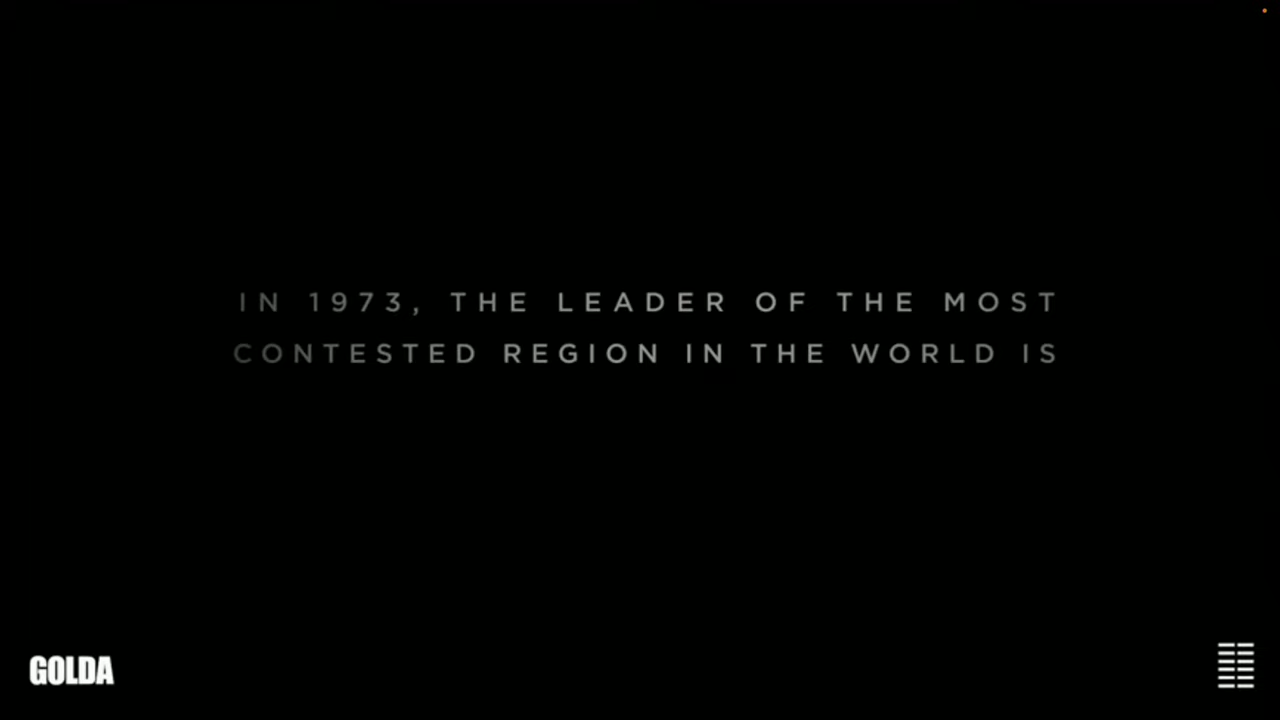 IN 1973, THE LEADER OF THE MOST
CONTESTED REGION IN THE WORLD IS
GOLDA